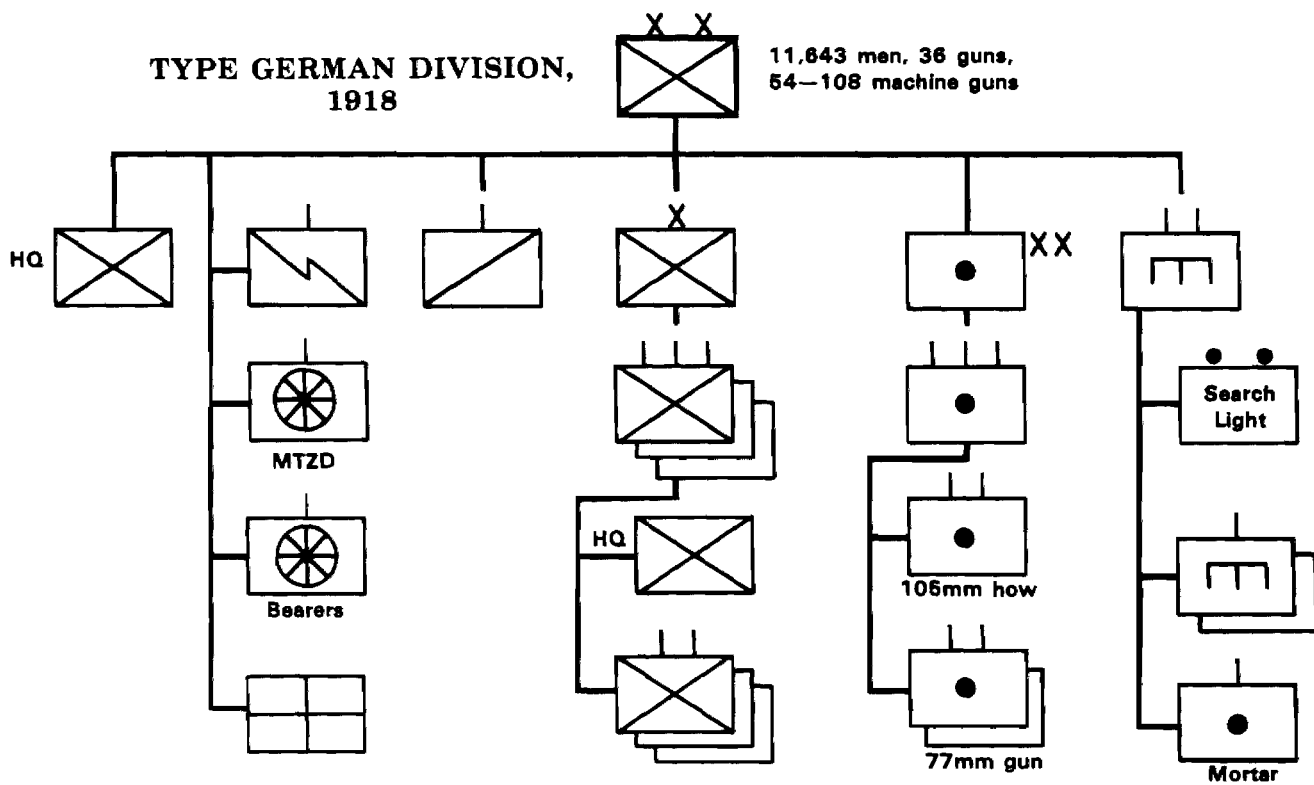 X X
TYPE GERMAN DIVISION,
1918
11,643 men, 36 guns,
54—108 machine guns
X
HQ
XX
Search
Light
MTZD
HQ
Bearers
105mm how
77mm gun
Mortar